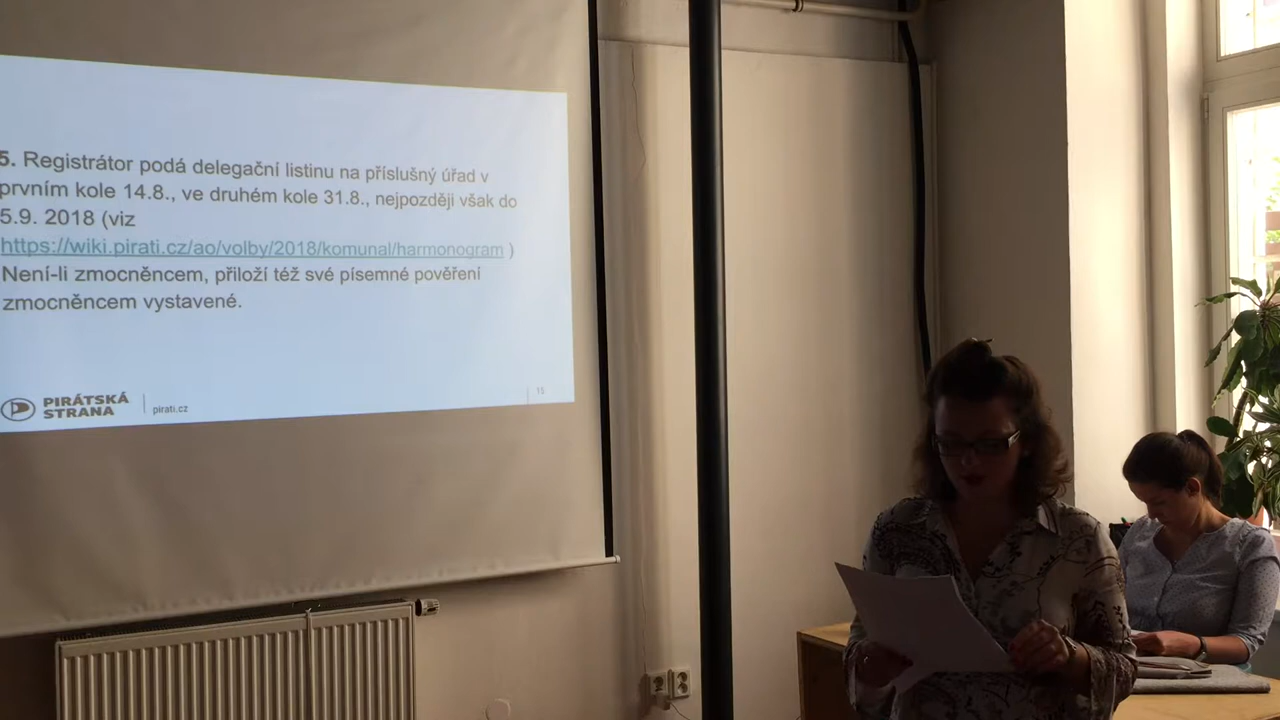 5. Registrátor podá delegační listinu na příslušný úřad v
prvním kole 14.8., ve druhém kole 31.8., nejpozději však do
5.9. 2018 (viz
https://wiki.pirati.cz/ao/volby/2018/komunal/harmonogram )
Není-li zmocněncem, přiloží též své písemné pověření
zmocněncem vystavené.
PIRÁTSKÁ
STRANA
pirati.cz
15